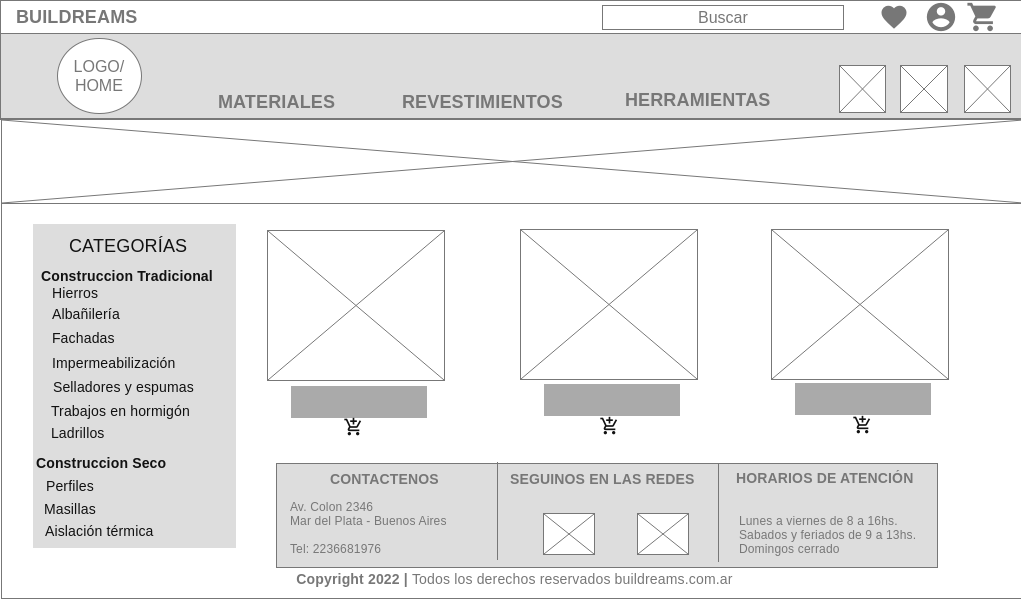 BUILDREAMS
Buscar
LOGO/
HOME
MATERIALES
REVESTIMIENTOS
HERRAMIENTAS
CATEGORÍAS
Construccion Tradicional
Hierros
Albañilería
Fachadas
Impermeabilización
Selladores y espumas
Trabajos en hormigón
Ladrillos
Construccion Seco
Perfiles
Masillas
Aislación térmica
CONTACTENOS
Av. Colon 2346
Mar del Plata - Buenos Aires
Tel: 2236681976
SEGUINOS EN LAS REDES
HORARIOS DE ATENCIÓN
Lunes a viernes de 8 a 16hs.
Sabados y feriados de 9 a 13hs.
Domingos cerrado
Copyright 2022 | Todos los derechos reservados buildreams.com.ar